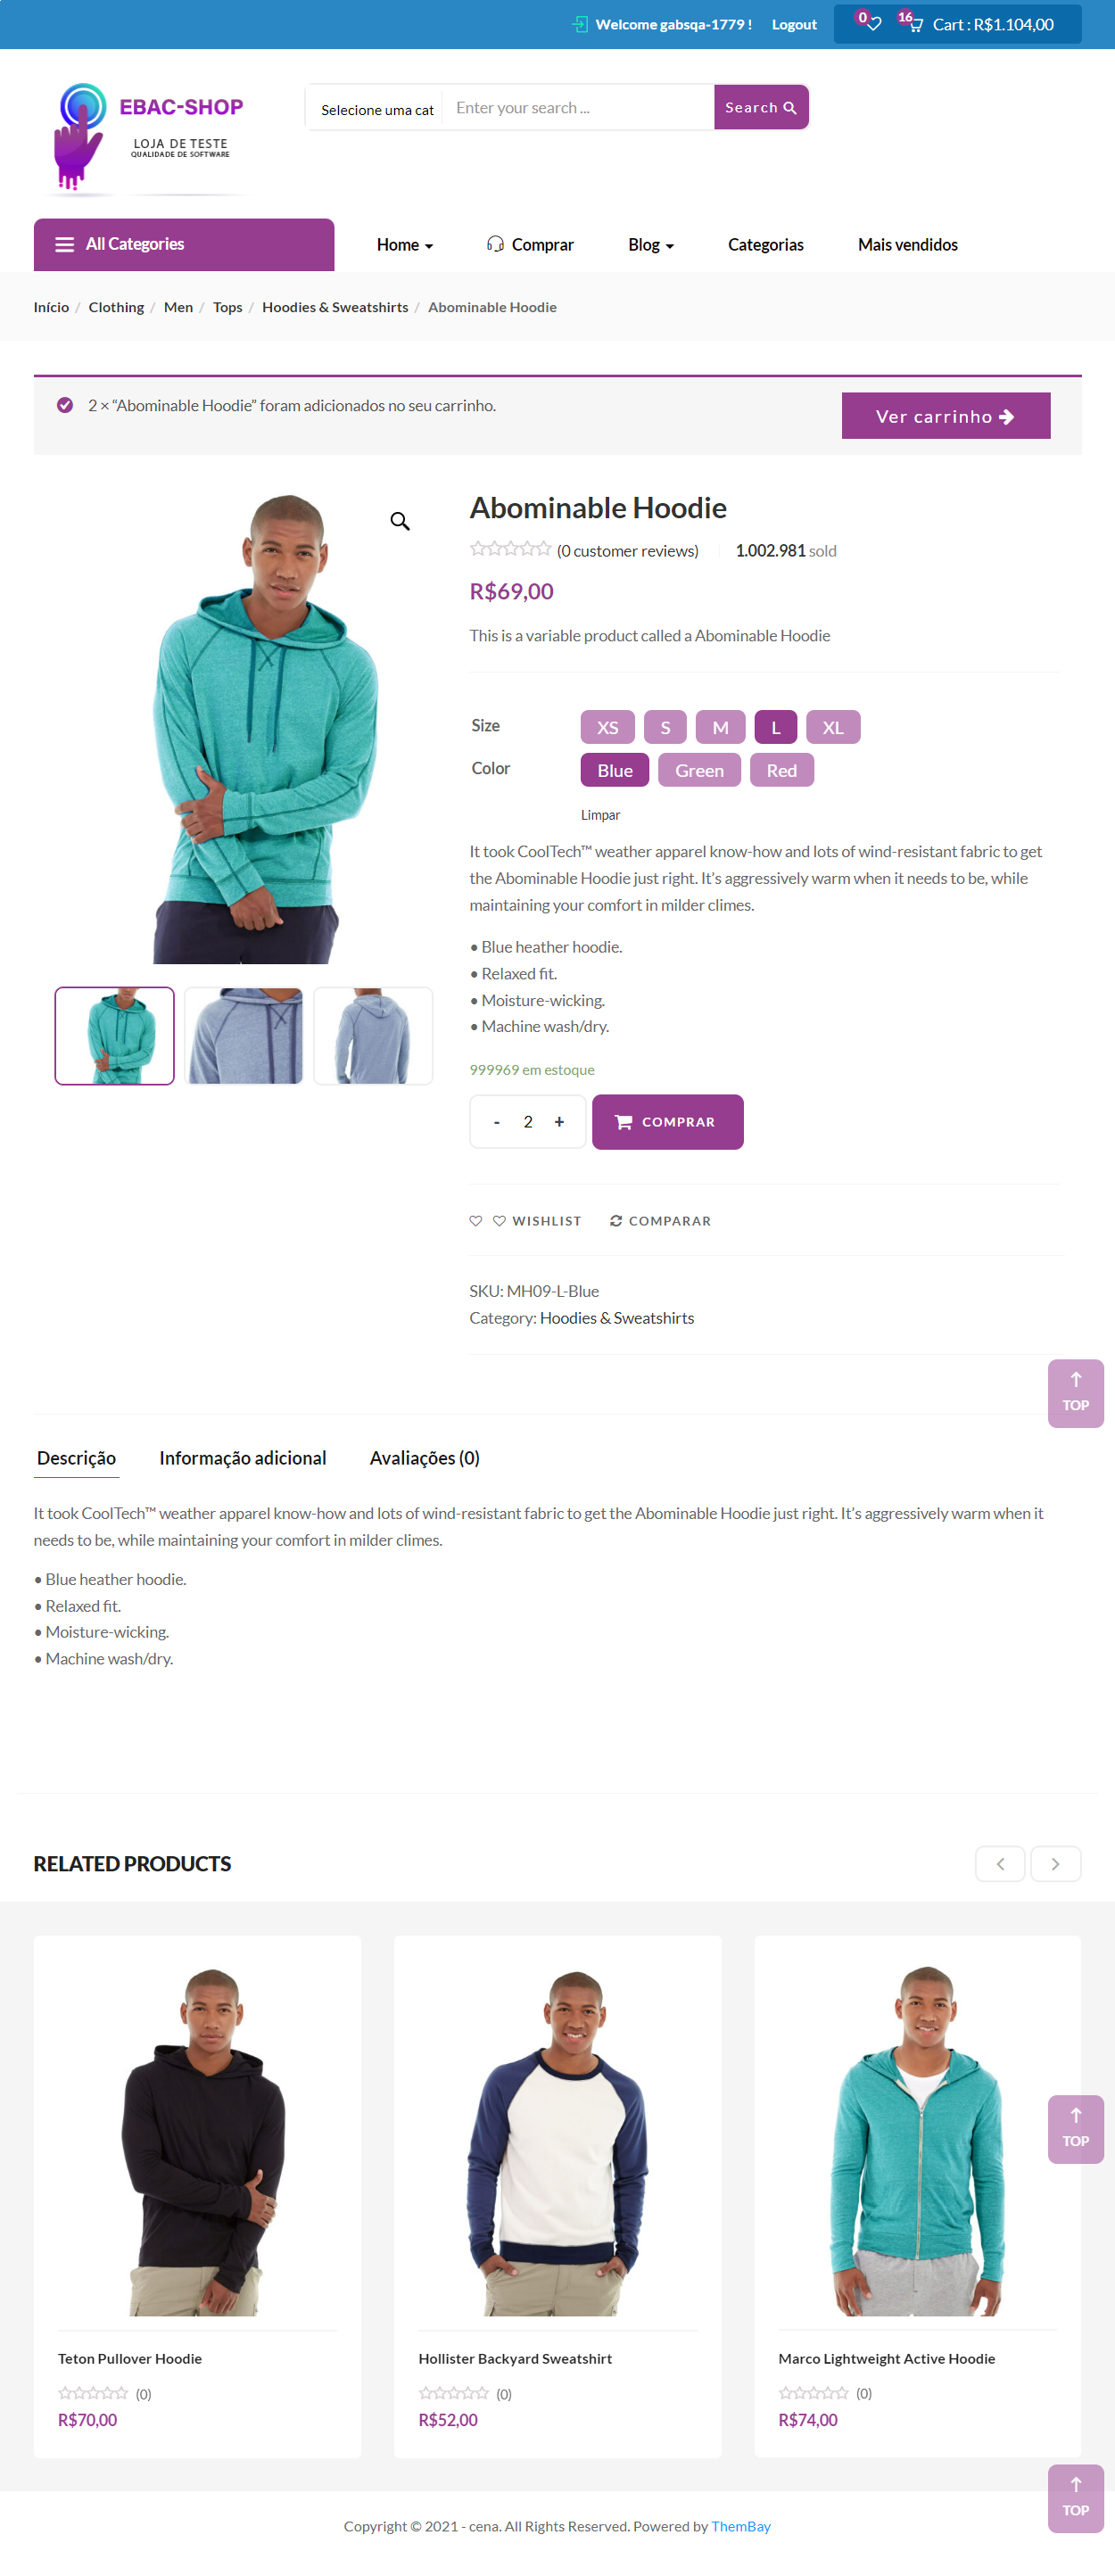 Welcome gabsqa-1779 !
Logout
0
16
Cart : R$1.104,00
EBAC-SHOP
LOJA DE TESTE
QUALIDADE DE SOFTWARE
Selecione uma cat
Enter your search ...
Search
All Categories
Home
Comprar
Blog
Categorias
Mais vendidos
Início / Clothing / Men / Tops / Hoodies & Sweatshirts / Abominable Hoodie
2 × “Abominable Hoodie” foram adicionados no seu carrinho.
Ver carrinho
Abominable Hoodie
(0 customer reviews)
1.002.981 sold
R$69,00
This is a variable product called a Abominable Hoodie
Size
XS
S
M
L
XL
Color
Blue
Green
Red
Limpar
It took CoolTech™ weather apparel know-how and lots of wind-resistant fabric to get
the Abominable Hoodie just right. It’s aggressively warm when it needs to be, while
maintaining your comfort in milder climes.
• Blue heather hoodie.
• Relaxed fit.
• Moisture-wicking.
• Machine wash/dry.
999969 em estoque
- 2 +
COMPRAR
WISHLIST
COMPARAR
SKU: MH09-L-Blue
Category: Hoodies & Sweatshirts
TOP
Descrição
Informação adicional
Avaliações (0)
It took CoolTech™ weather apparel know-how and lots of wind-resistant fabric to get the Abominable Hoodie just right. It’s aggressively warm when it
needs to be, while maintaining your comfort in milder climes.
• Blue heather hoodie.
• Relaxed fit.
• Moisture-wicking.
• Machine wash/dry.
RELATED PRODUCTS
TOP
Teton Pullover Hoodie
(0)
R$70,00
Hollister Backyard Sweatshirt
(0)
R$52,00
Marco Lightweight Active Hoodie
(0)
R$74,00
TOP
Copyright © 2021 - cena. All Rights Reserved. Powered by ThemBay